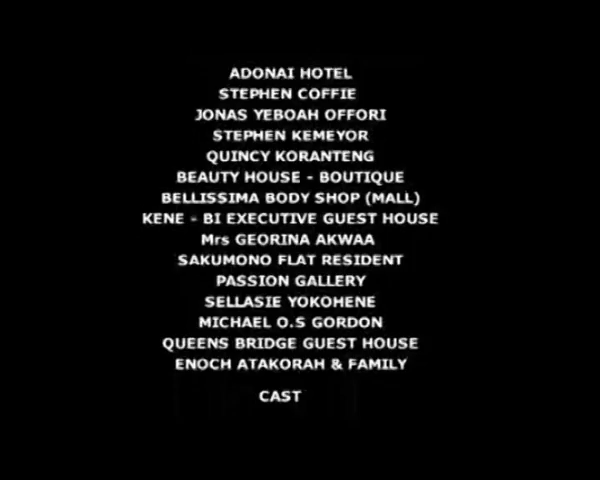 ADONAI HOTEL
STEPHEN COFFIE
JONAS YEBOAH OFFORI
STEPHEN KEMEYOR
QUINCY KORANTENG
BEAUTY HOUSE - BOUTIQUE
BELLISSIMA BODY SHOP (MALL)
KENE - BI EXECUTIVE GUEST HOUSE
Mrs GEORINA AKWAA
SAKUMONO FLAT RESIDENT
PASSION GALLERY
SELLASIE YOKOHENE
MICHAEL O.S GORDON
QUEENS BRIDGE GUEST HOUSE
ENOCH ATAKORAH & FAMILY
CAST